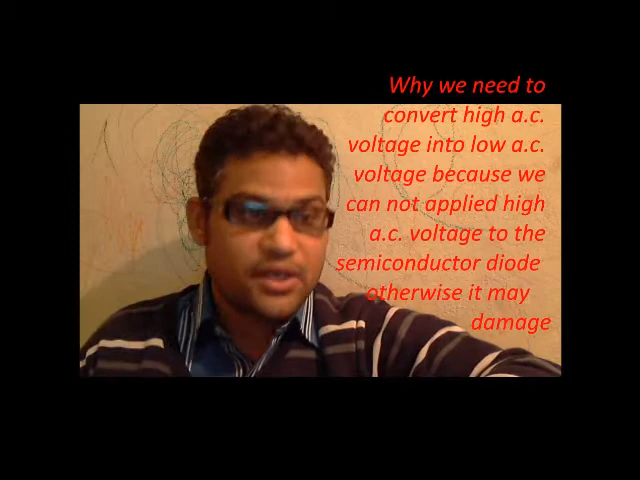 Why we need to
convert high a.c.
voltage into low a.c.
voltage because we
can not applied high
a.c. voltage to the
semiconductor diode
otherwise it may
damage